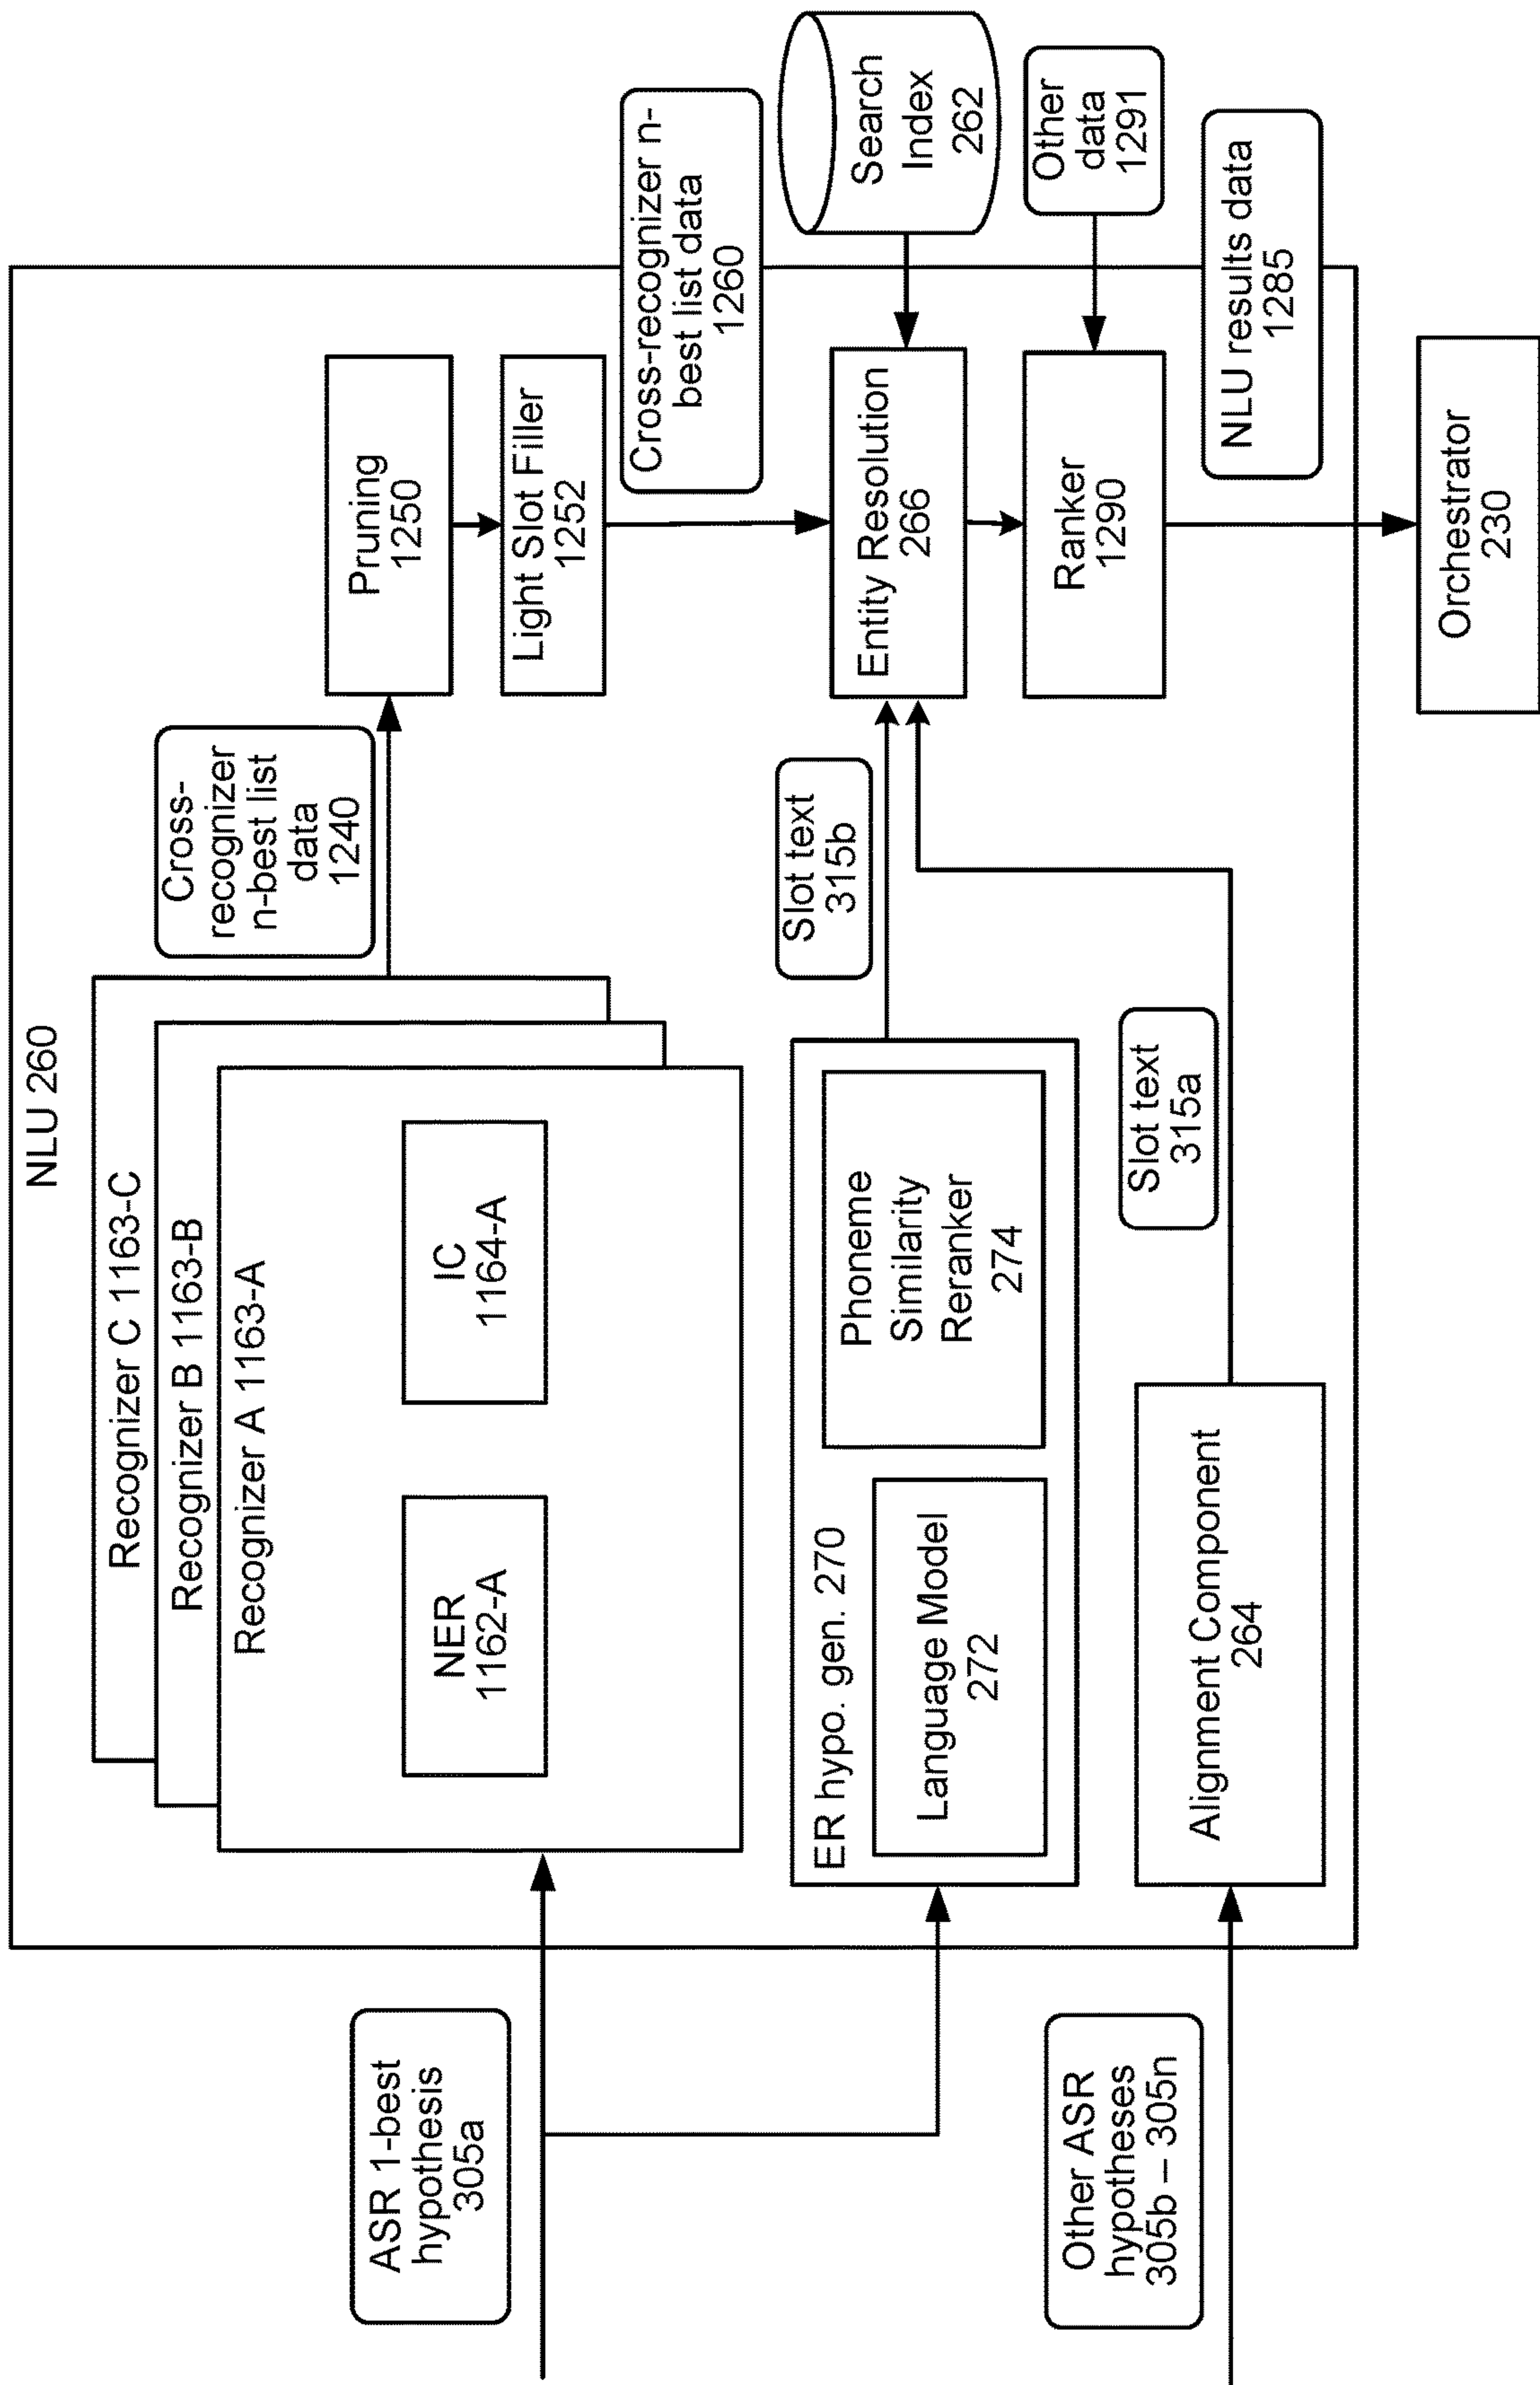 NLU 260
Recognizer C 1163-C
Recognizer B 1163-B
Recognizer A 1163-A
NER
1162-A
IC
1164-A
ASR 1-best
hypothesis
305a
Cross-
recognizer
n-best list
data
1240
Pruning
1250
Light Slot Filler
1252
Cross-recognizer n-
best list data
1260
ER hypo. gen. 270
Language Model
272
Phoneme
Similarity
Reranker
274
Slot text
315b
Entity Resolution
266
Search
Index
262
Other ASR
hypotheses
305b – 305n
Alignment Component
264
Slot text
315a
Ranker
1290
Other
data
1291
NLU results data
1285
Orchestrator
230